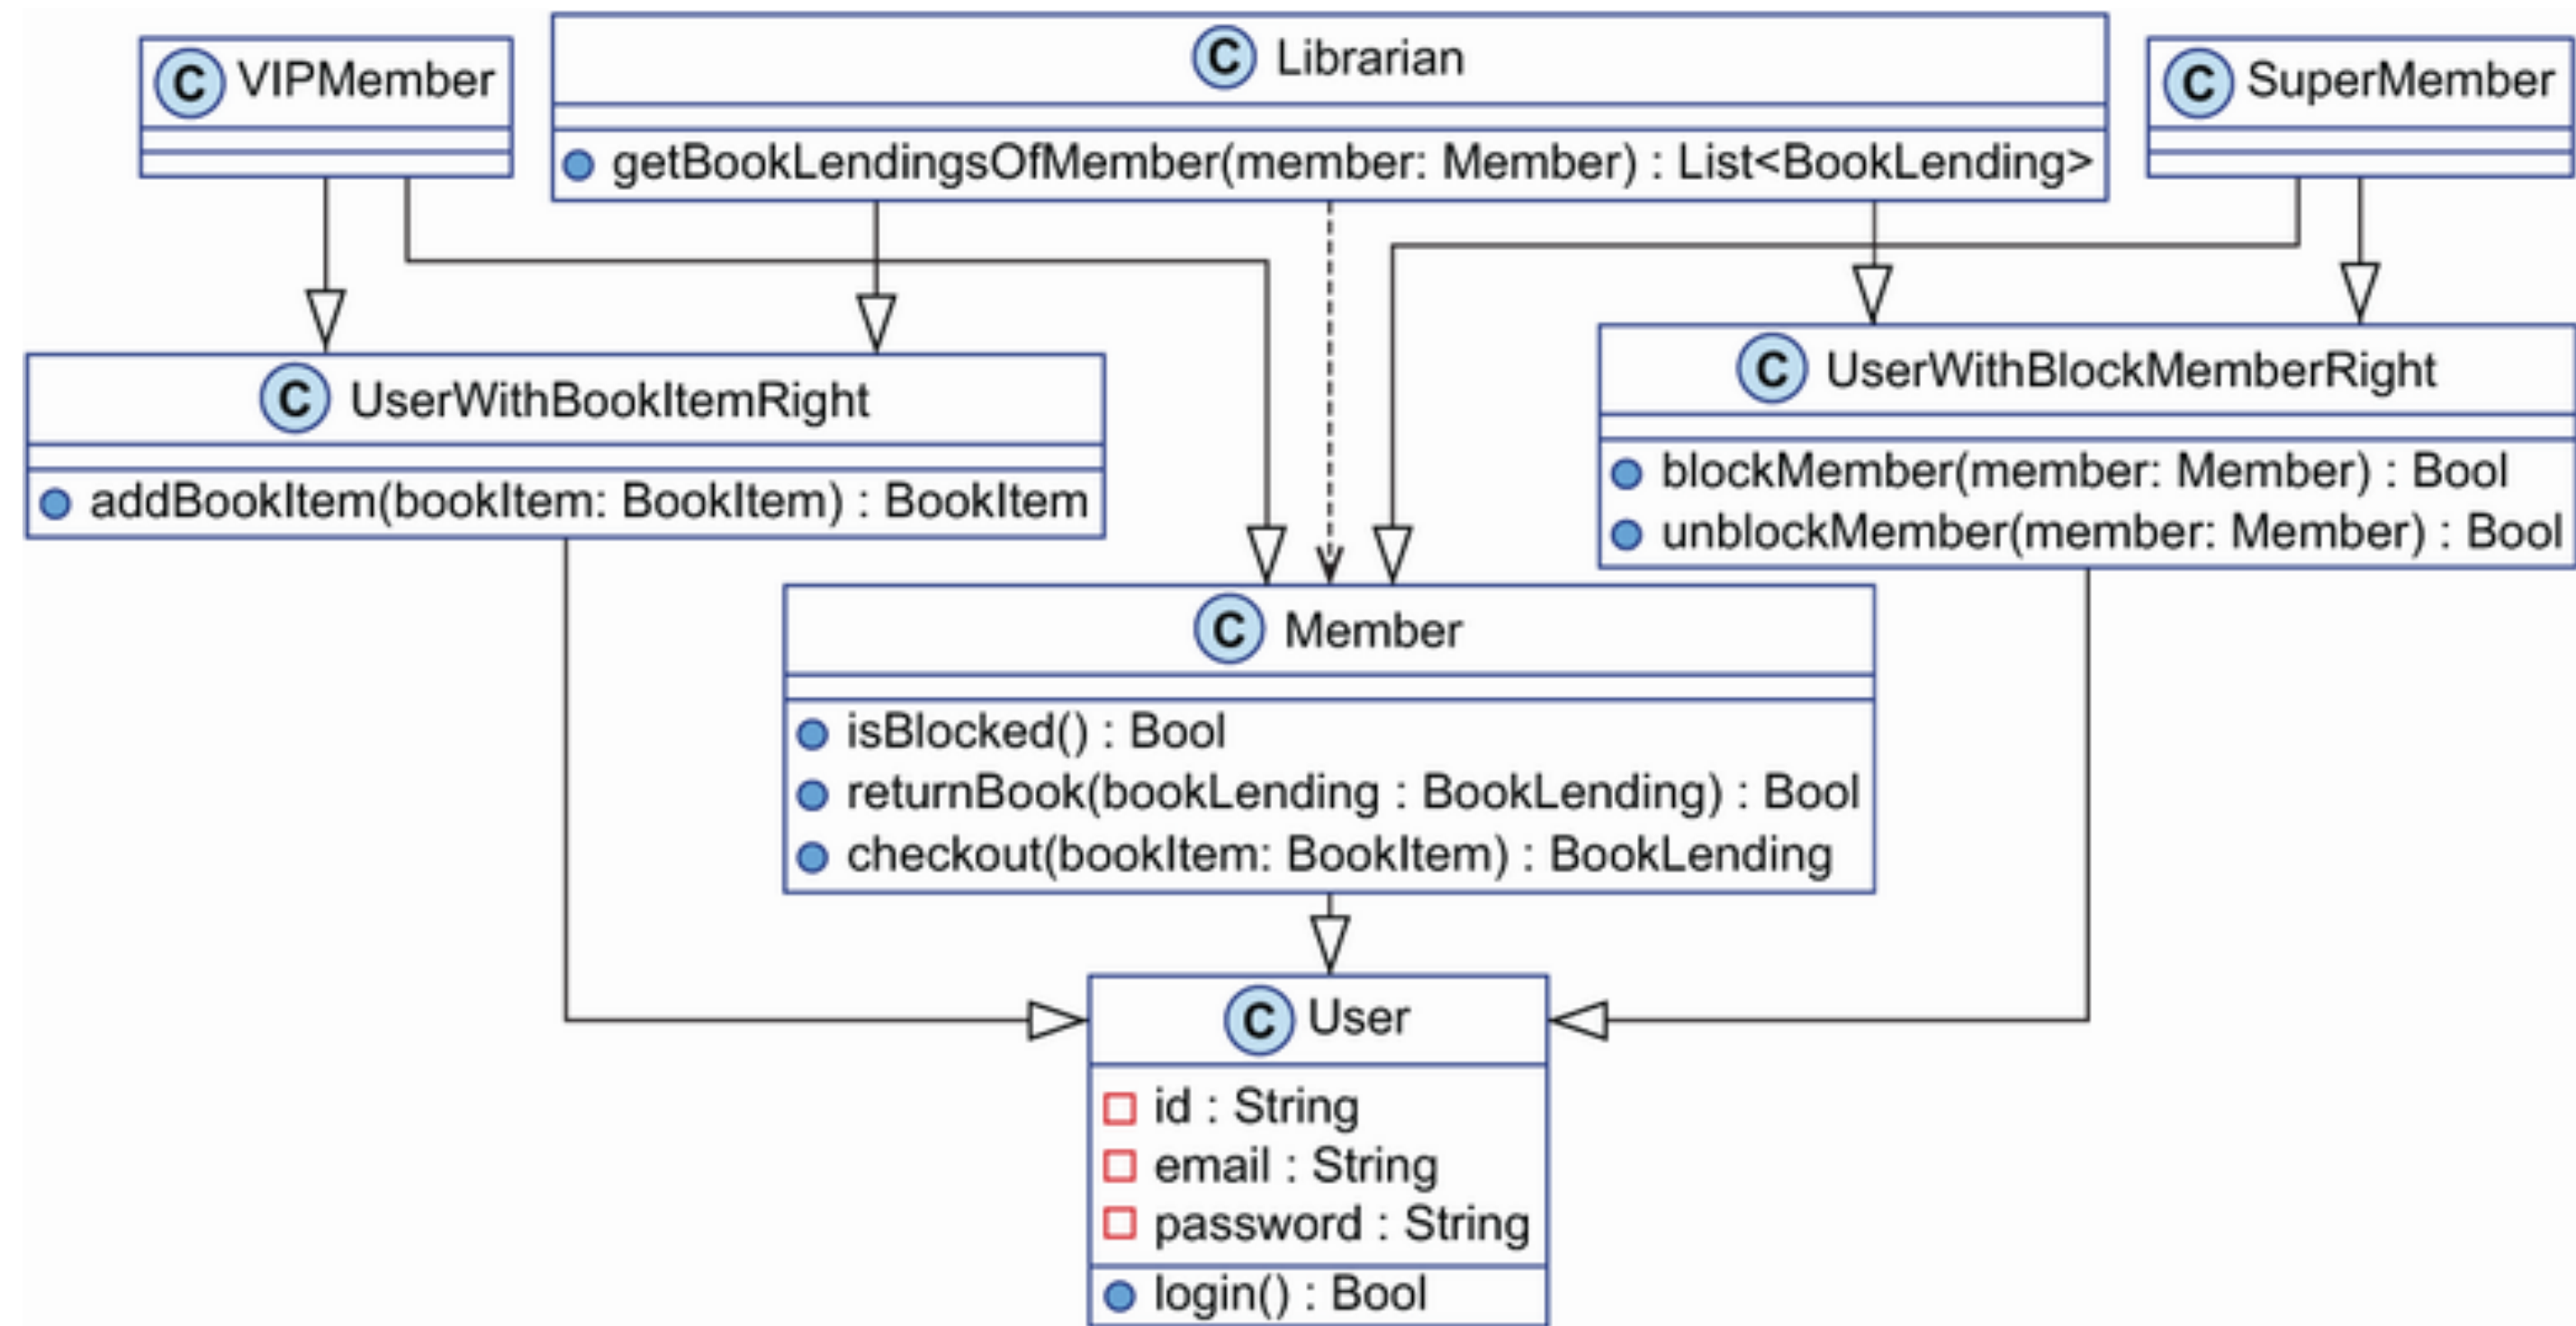 C VIPMember
C Librarian
getBookLendingsOfMember(member: Member) : List<BookLending>
C SuperMember
C UserWithBookItemRight
addBookItem(bookItem: BookItem) : BookItem
C UserWithBlockMemberRight
blockMember(member: Member) : Bool
unblockMember(member: Member) : Bool
C Member
isBlocked() : Bool
returnBook(bookLending : BookLending) : Bool
checkout(bookItem: BookItem) : BookLending
C User
id : String
email : String
password : String
login() : Bool